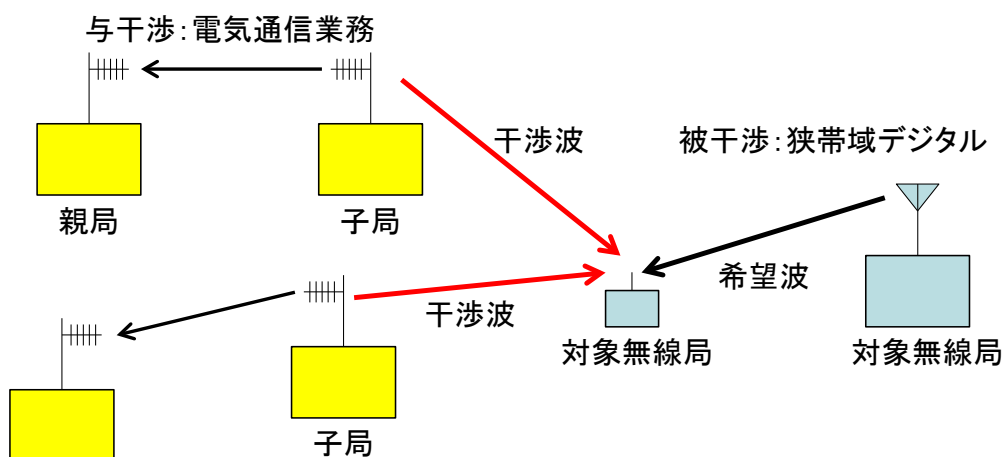 与干渉：電気通信業務
干渉波
被干渉：狭帯域デジタル
親局
子局
希望波
干渉波
対象無線局
対象無線局
子局